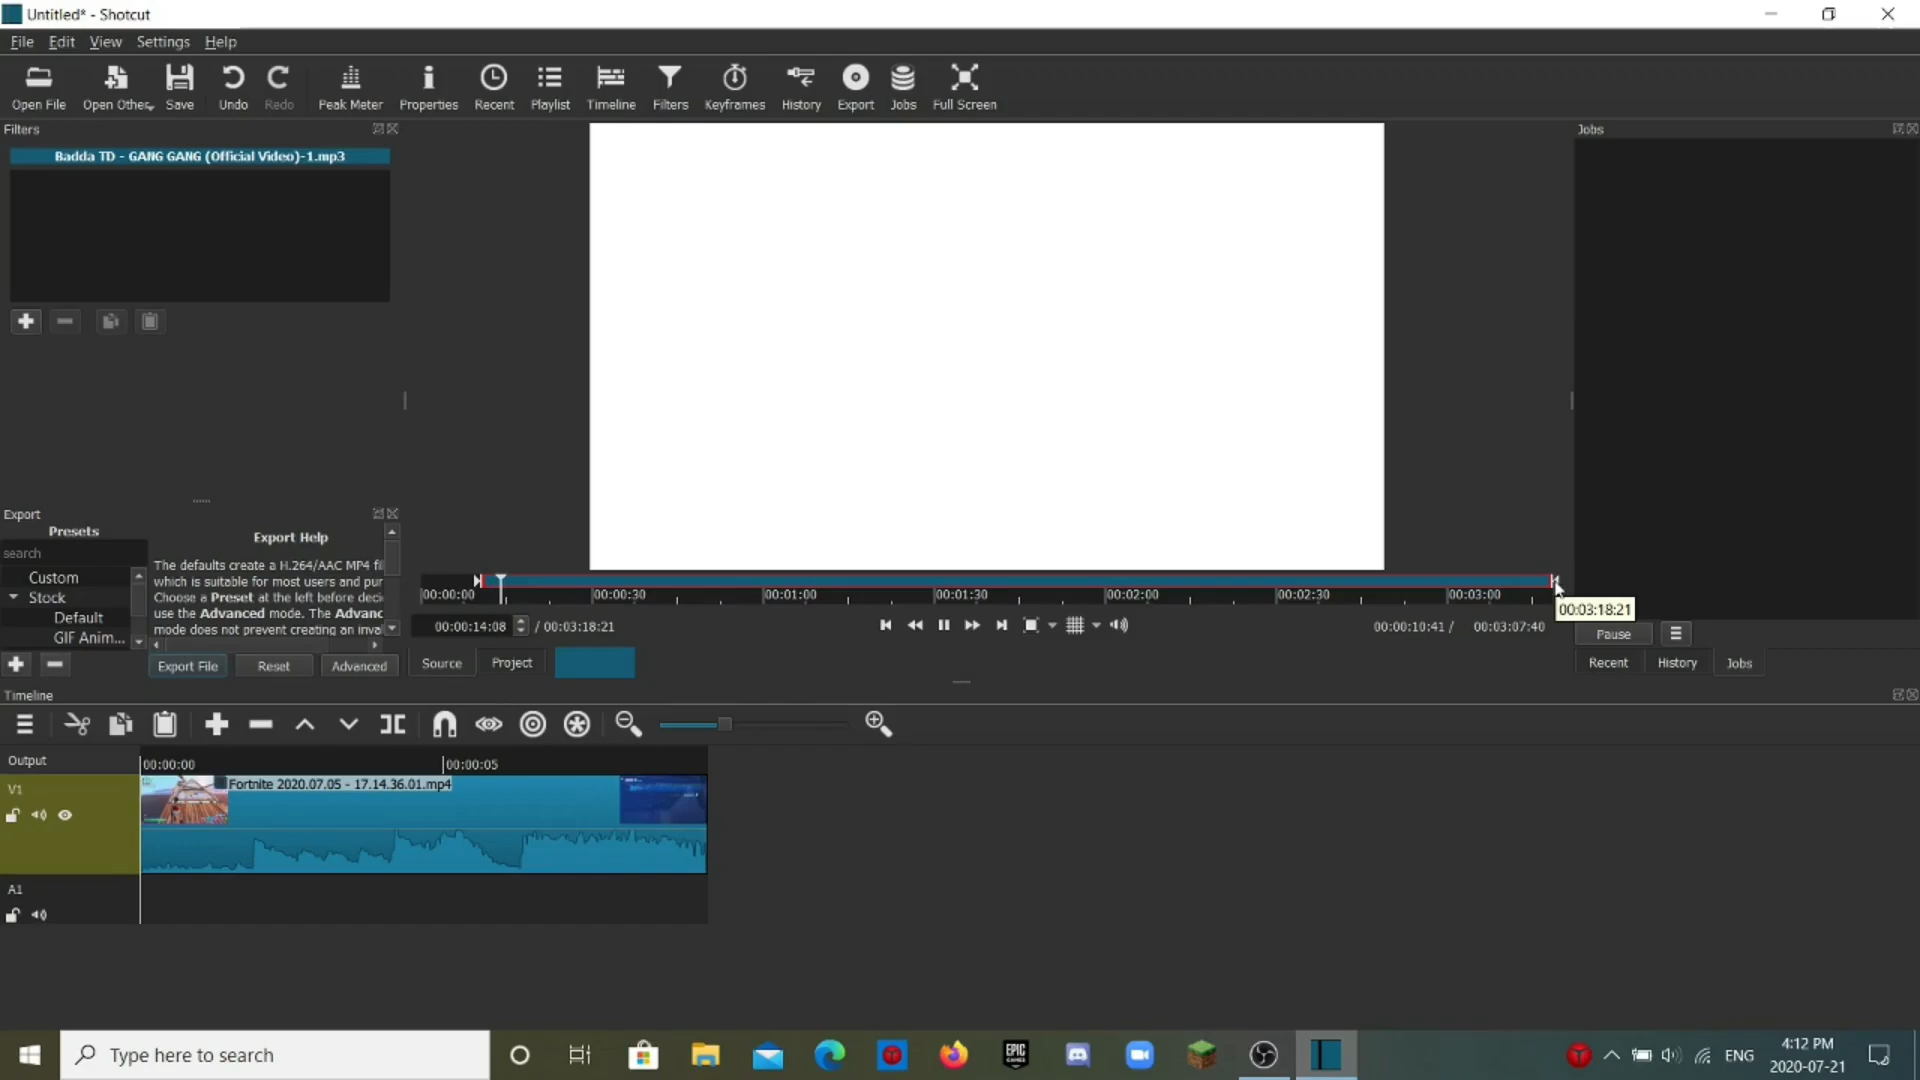 Untitled* - Shotcut
File Edit View Settings Help
Open File Open Other... Save Undo Redo Peak Meter Properties Recent Playlist Timeline Filters Keyframes History Export Jobs Full Screen
Filters
Jobs
Badda TD - GANG GANG (Official Video)-1.mp3
Export
Presets
search
Custom
Stock
Default
GIF Anim...
Export Help
The defaults create a H.264/AAC MP4 fil
which is suitable for most users and pur
Choose a Preset at the left before deci
use the Advanced mode. The Advanc
mode does not prevent creating an inva
Export File Reset Advanced
00:00:00 00:00:30 00:01:00 00:01:30 00:02:00 00:02:30 00:03:00
00:03:18:21
00:00:14:08 / 00:03:18:21
00:00:10:41 / 00:03:07:40
Source Project
Pause
Recent History Jobs
Timeline
Output
00:00:00 00:00:05
V1
Fortnite 2020.07.05 - 17.14.36.01.mp4
A1
Type here to search
EPIC GAMES
ENG
4:12 PM
2020-07-21